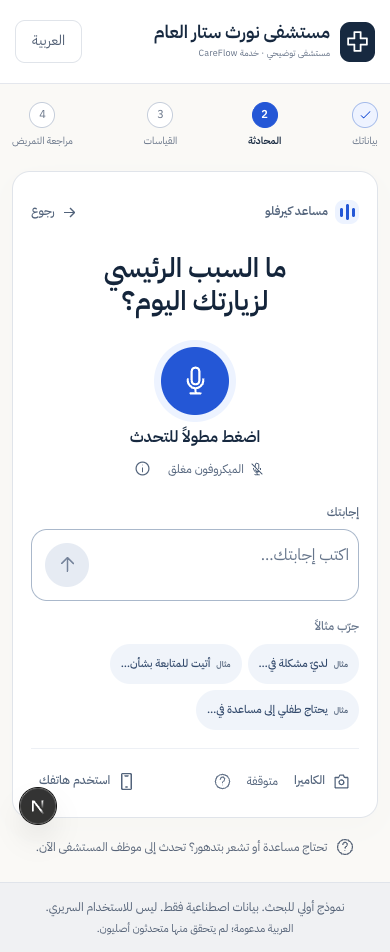 مستشفى نورث ستار العام
مستشفى توضيحي · خدمة CareFlow
العربية
2
3
4
بياناتك
المحادثة
القياسات
مراجعة التمريض
مساعد كيرفلو
رجوع
ما السبب الرئيسي
لزيارتك اليوم؟
اضغط مطولاً للتحدث
الميكروفون مغلق
إجابتك
اكتب إجابتك...
جرّب مثالاً
مثال لديّ مشكلة في...
مثال أتيت للمتابعة بشأن...
مثال يحتاج طفلي إلى مساعدة في...
الكاميرا
متوقفة
استخدم هاتفك
N
تحتاج مساعدة أو تشعر بتدهور؟ تحدث إلى موظف المستشفى الآن.
نموذج أولي للبحث. بيانات اصطناعية فقط. ليس للاستخدام السريري.
العربية مدعومة؛ لم يتحقق منها متحدثون أصليون.